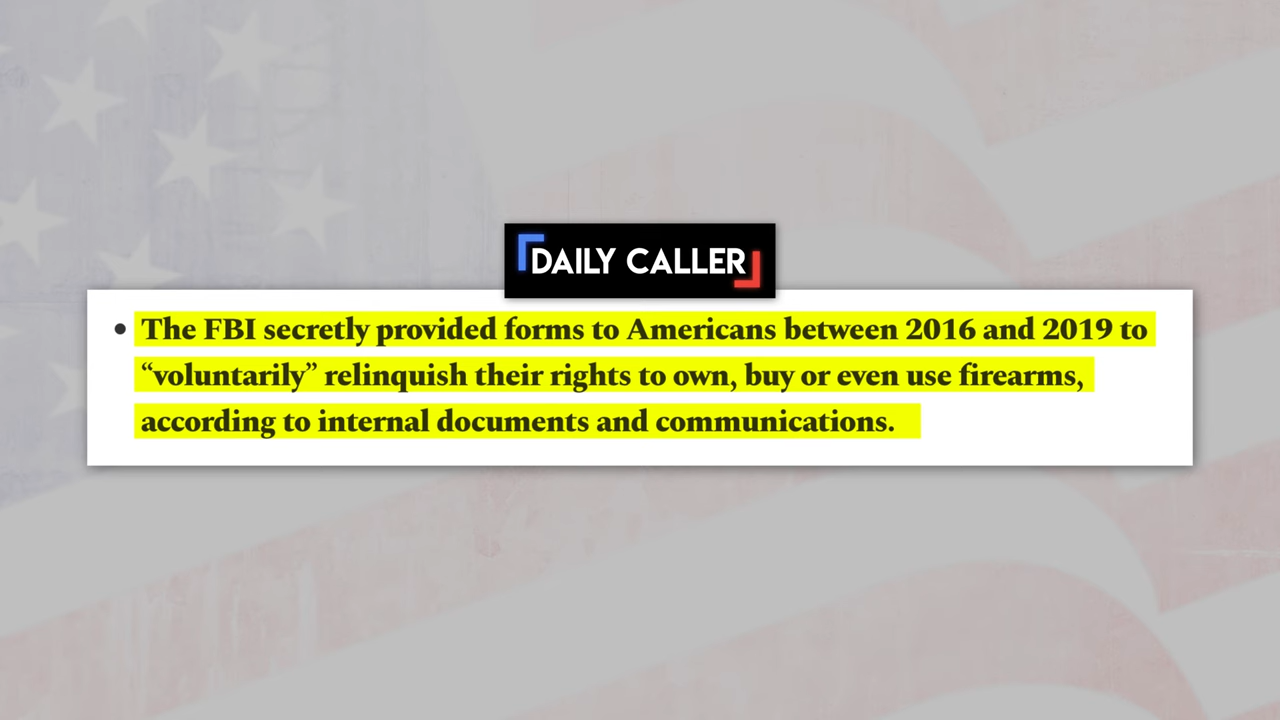 DAILY CALLER
• The FBI secretly provided forms to Americans between 2016 and 2019 to
“voluntarily” relinquish their rights to own, buy or even use firearms,
according to internal documents and communications.